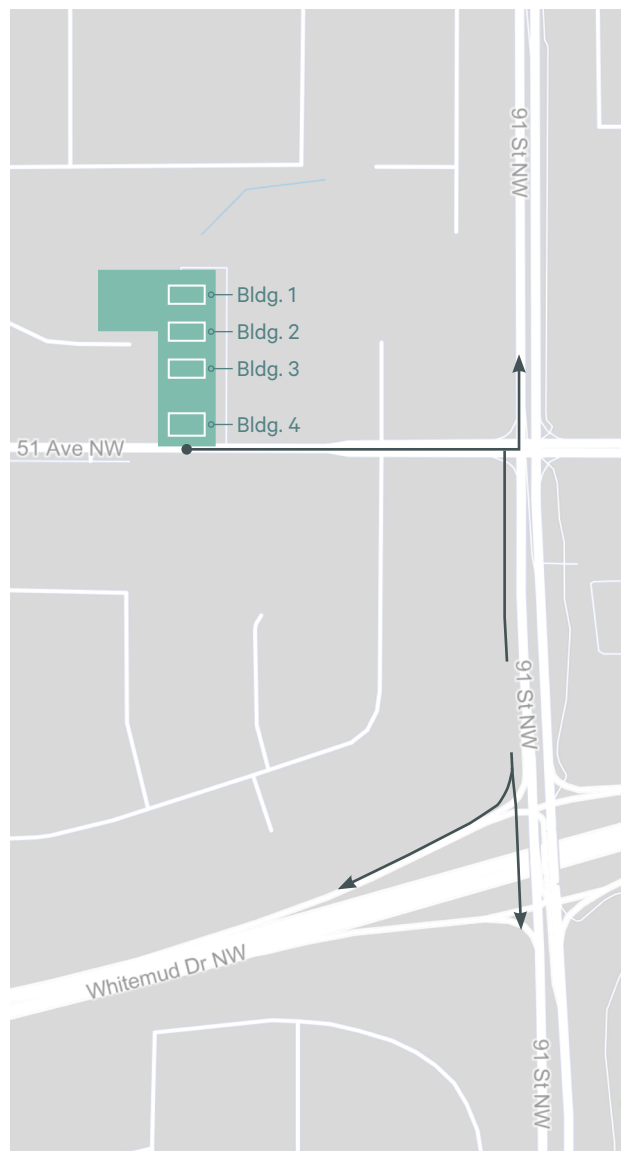 91 St NW
Bldg. 1
Bldg. 2
Bldg. 3
Bldg. 4
51 Ave NW
91 St NW
Whitemud Dr NW
91 St NW